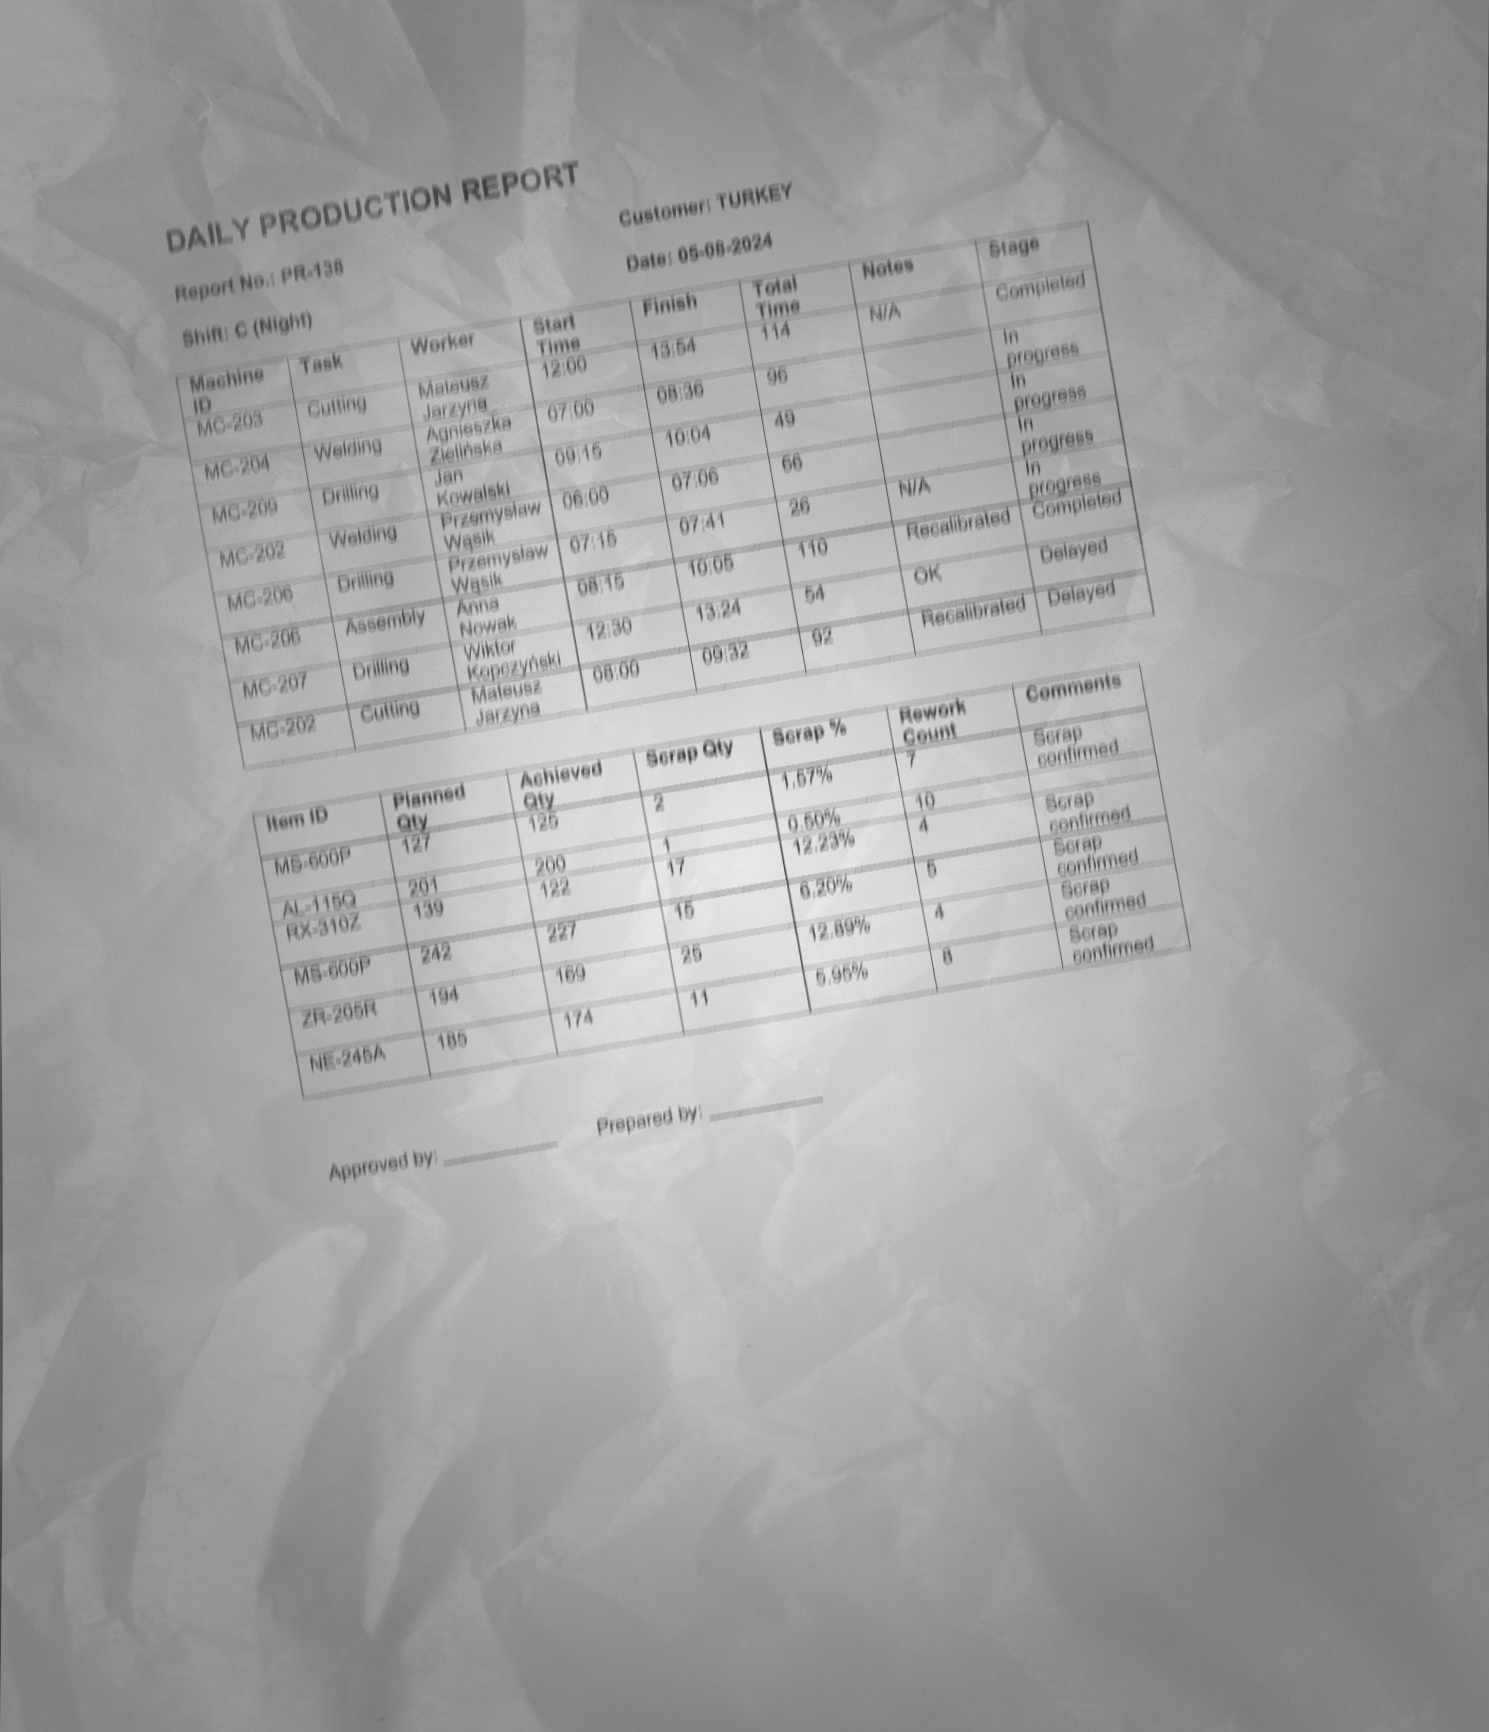 DAILY PRODUCTION REPORT
Report No.: PR-138
Customer: TURKEY
Shift: C (Night)
Date: 05-08-2024
Machine ID Task Worker Start Time Finish Total Time Notes Stage
MC-203 Cutting Mateusz Jarzyna 12:00 13:54 114 N/A Completed
MC-204 Welding Agnieszka Zielińska 07:00 08:36 96 In progress
MC-209 Drilling Jan Kowalski 09:15 10:04 49 In progress
MC-202 Welding Przemysław Wąsik 06:00 07:06 66 In progress
MC-206 Drilling Przemysław Wąsik 07:15 07:41 26 N/A In progress
MC-206 Assembly Anna Nowak 08:15 10:05 110 Recalibrated Completed
MC-207 Drilling Wiktor Kopczyński 12:30 13:24 54 OK Delayed
MC-202 Cutting Mateusz Jarzyna 08:00 09:32 92 Recalibrated Delayed
Item ID Planned Qty Achieved Qty Scrap Qty Scrap % Rework Count Comments
MS-600P 127 125 2 1.57% 7 Scrap confirmed
AL-115Q 201 200 1 0.50% 10
RX-310Z 139 122 17 12.23% 4 Scrap confirmed
MS-600P 242 227 15 6.20% 5 Scrap confirmed
ZR-205R 194 169 25 12.89% 4 Scrap confirmed
NE-245A 185 174 11 5.95% 8 Scrap confirmed
Approved by: ____________
Prepared by: ____________